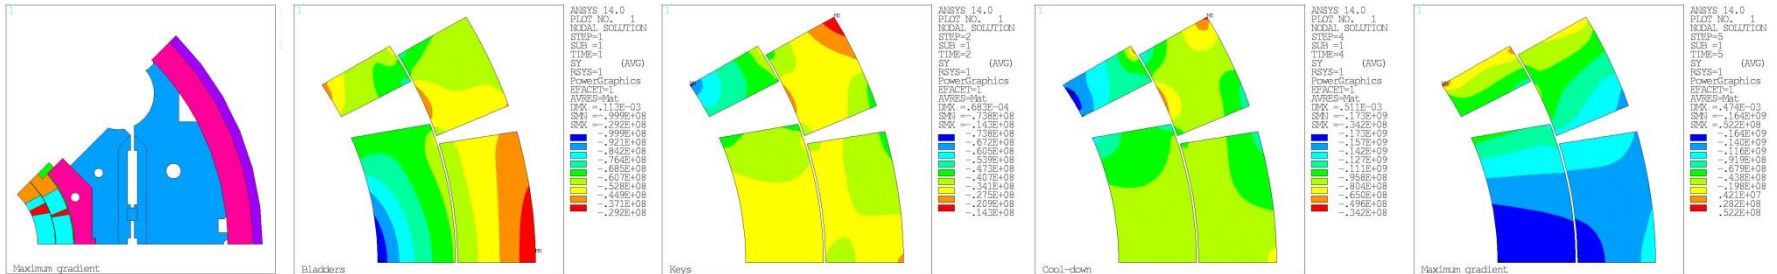 1
Maximum gradient
1
ANSYS 14.0
PLOT NO. 1
NODAL SOLUTION
STEP=1
SUB =1
TIME=1
SY (AVG)
RSYS=1
PowerGraphics
EFACET=1
AVRES=Mat
DMX =.113E-03
SMN =-.999E+08
SMX =-.292E+08
-.999E+08
-.921E+08
-.842E+08
-.764E+08
-.685E+08
-.607E+08
-.528E+08
-.449E+08
-.371E+08
-.292E+08
MX
Bladders
1
ANSYS 14.0
PLOT NO. 1
NODAL SOLUTION
STEP=2
SUB =1
TIME=2
SY (AVG)
RSYS=1
PowerGraphics
EFACET=1
AVRES=Mat
DMX =.683E-04
SMN =-.738E+08
SMX =-.143E+08
-.738E+08
-.672E+08
-.605E+08
-.539E+08
-.473E+08
-.407E+08
-.341E+08
-.275E+08
-.209E+08
-.143E+08
MX
Keys
1
ANSYS 14.0
PLOT NO. 1
NODAL SOLUTION
STEP=4
SUB =1
TIME=4
SY (AVG)
RSYS=1
PowerGraphics
EFACET=1
AVRES=Mat
DMX =.511E-03
SMN =-.173E+09
SMX =-.342E+08
-.173E+09
-.157E+09
-.142E+09
-.127E+09
-.111E+09
-.958E+08
-.804E+08
-.650E+08
-.496E+08
-.342E+08
MX
Cool-down
1
ANSYS 14.0
PLOT NO. 1
NODAL SOLUTION
STEP=5
SUB =1
TIME=5
SY (AVG)
RSYS=1
PowerGraphics
EFACET=1
AVRES=Mat
DMX =.474E-03
SMN =-.164E+09
SMX =.522E+08
-.164E+09
-.140E+09
-.116E+09
-.919E+08
-.679E+08
-.438E+08
-.198E+08
.421E+07
.282E+08
.522E+08
Maximum gradient